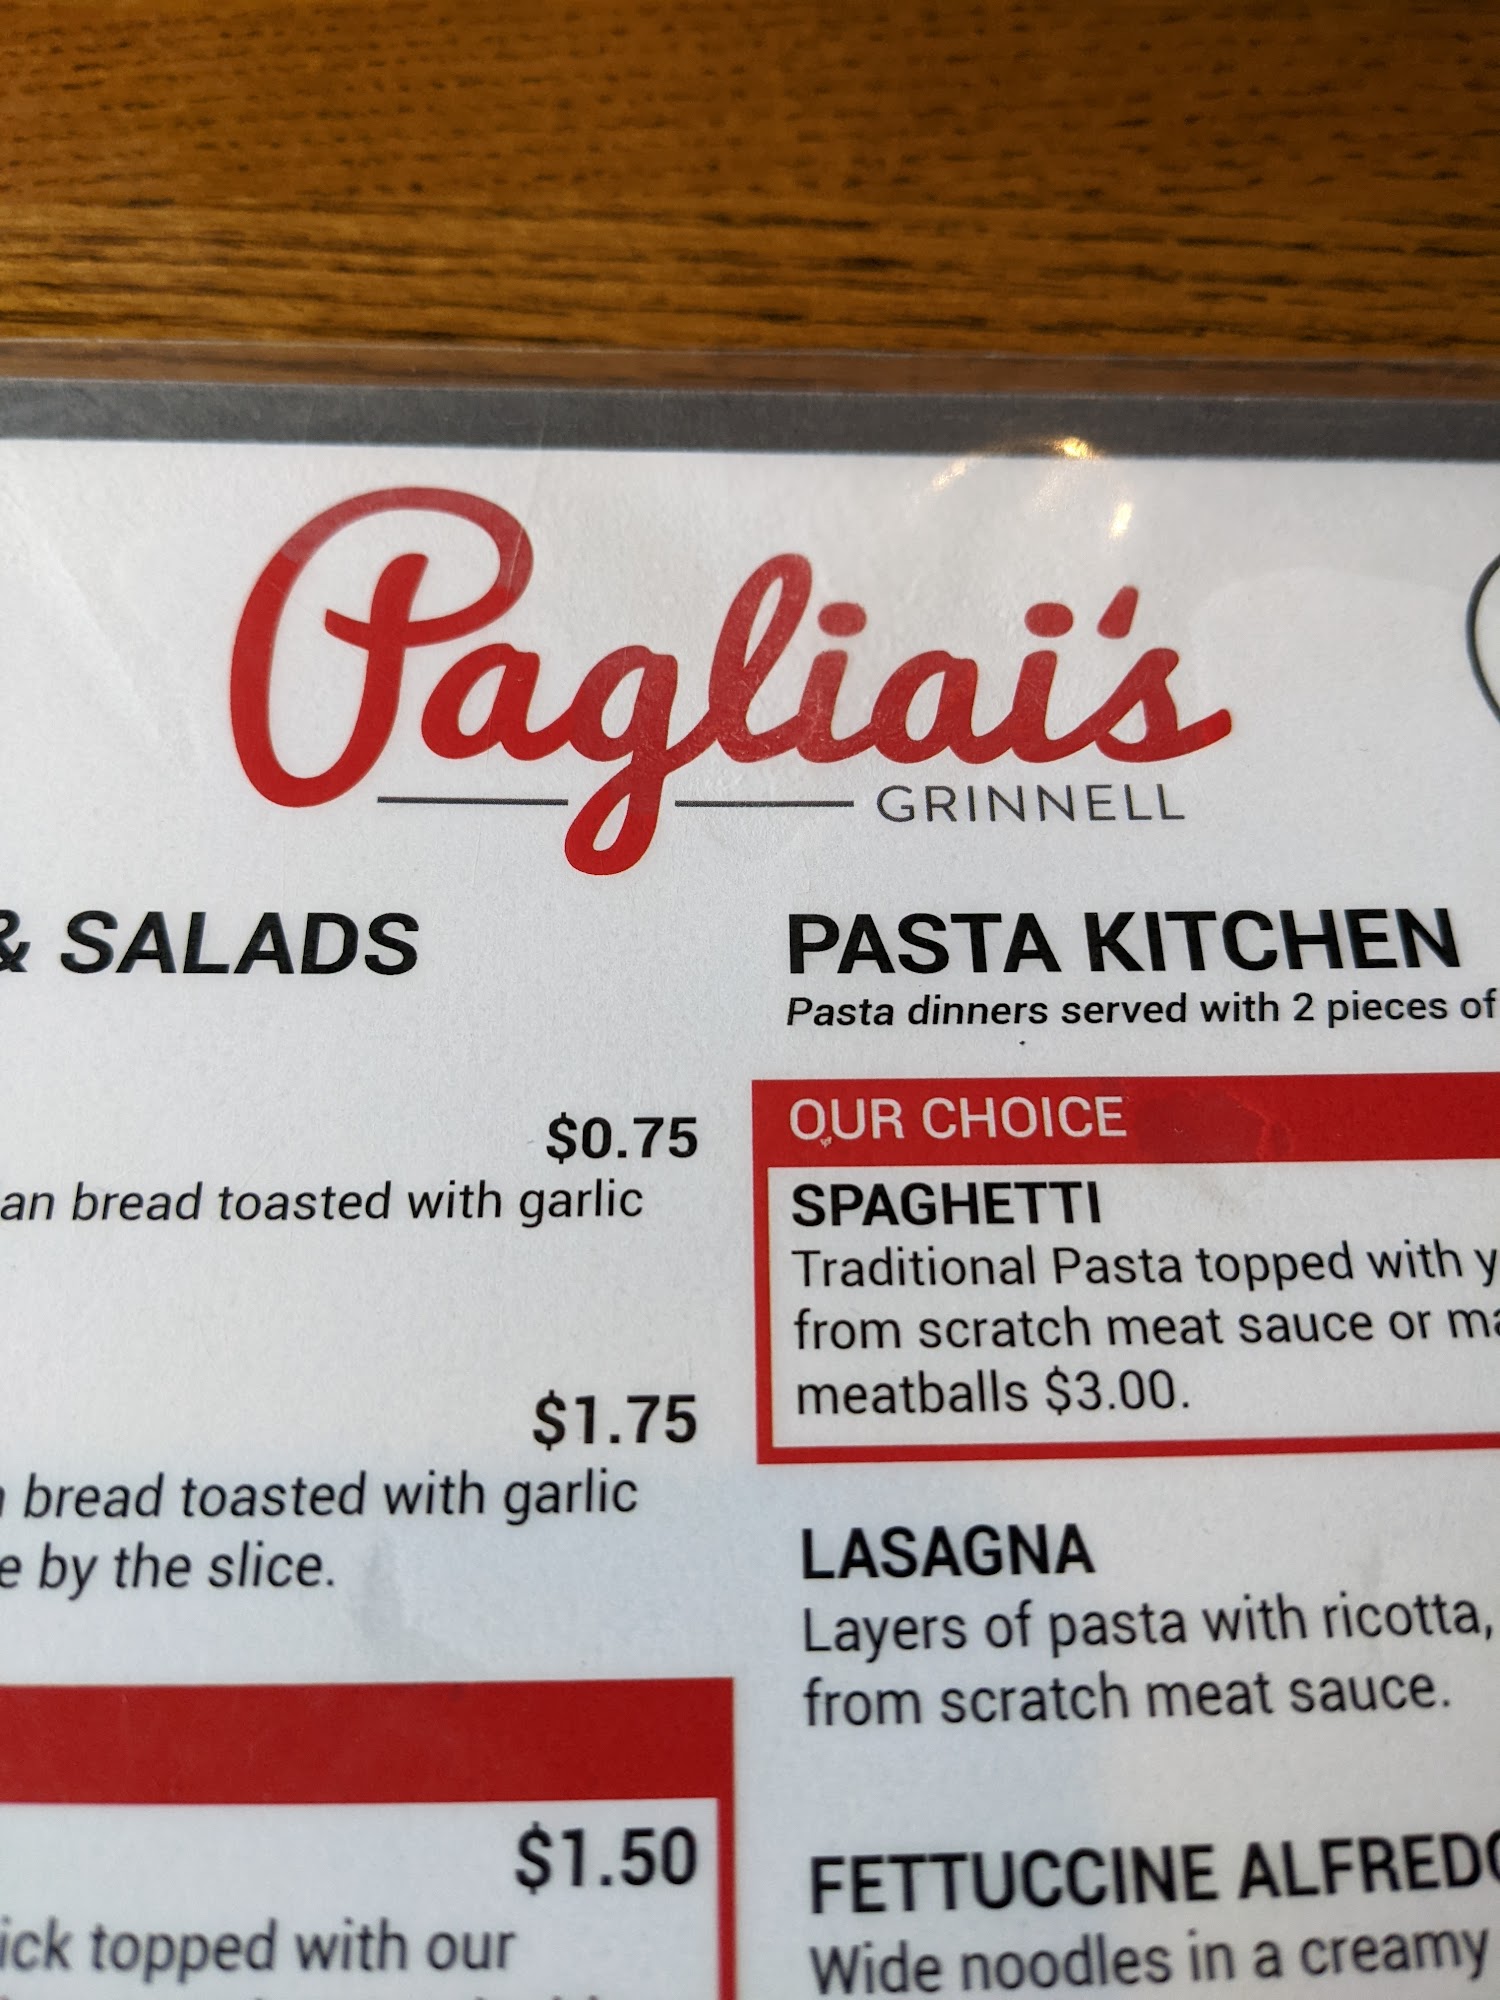 Pagliai's
GRINNELL
& SALADS
$0.75
bread toasted with garlic
$1.75
bread toasted with garlic
by the slice.
$1.50
topped with our
PASTA KITCHEN
Pasta dinners served with 2 pieces of
OUR CHOICE
SPAGHETTI
Traditional Pasta topped with
from scratch meat sauce or
meatballs $3.00.
LASAGNA
Layers of pasta with ricotta,
from scratch meat sauce.
FETTUCCINE ALFREDO
Wide noodles in a creamy